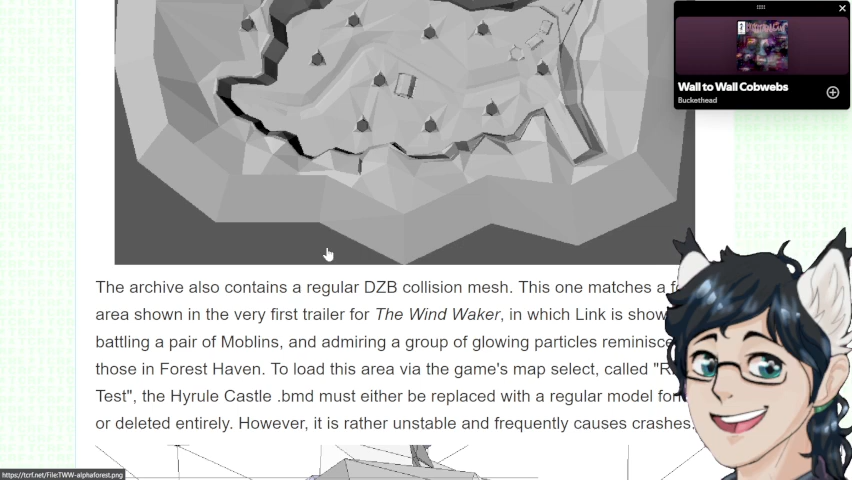 Wall to Wall Cobwebs
Buckethead
The archive also contains a regular DZB collision mesh. This one matches a
area shown in the very first trailer for The Wind Waker, in which Link is
battling a pair of Moblins, and admiring a group of glowing particles
those in Forest Haven. To load this area via the game's map select, called
Test", the Hyrule Castle .bmd must either be replaced with a regular model
or deleted entirely. However, it is rather unstable and frequently causes crashes.
https://tcrf.net/File:TWW-alphaforest.png